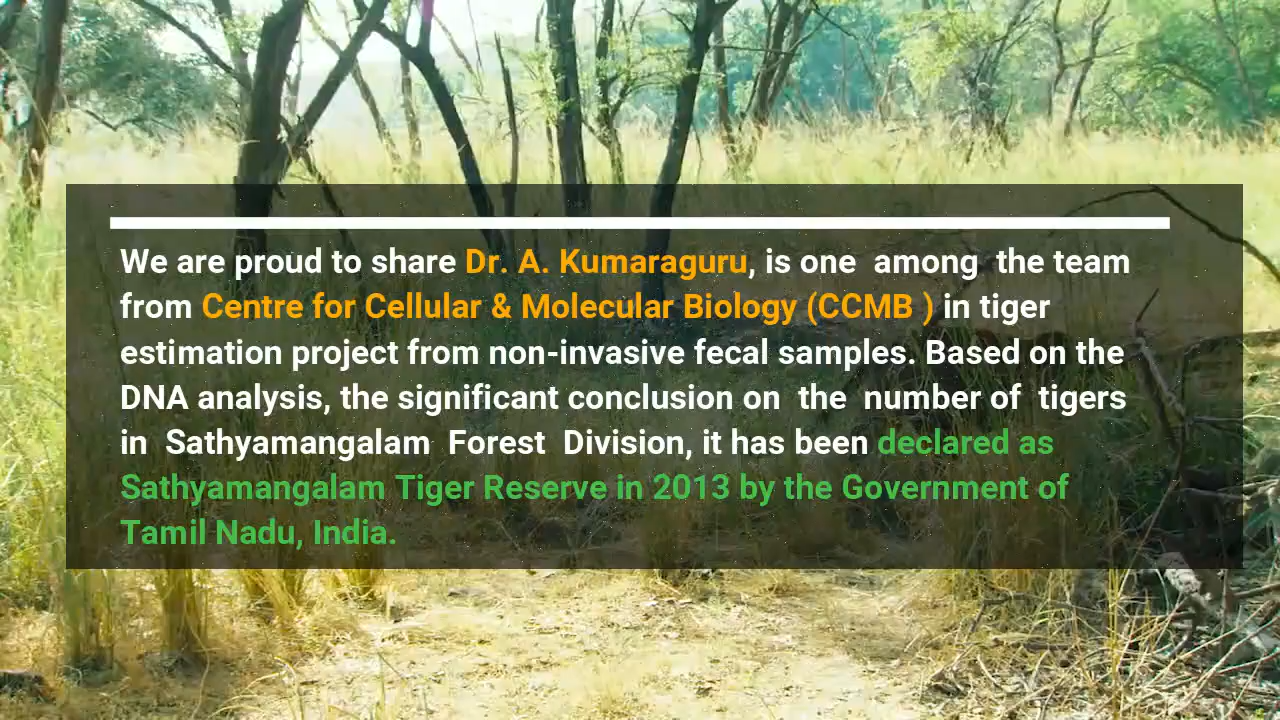 We are proud to share Dr. A. Kumaraguru, is one among the team
from Centre for Cellular & Molecular Biology (CCMB ) in tiger
estimation project from non-invasive fecal samples. Based on the
DNA analysis, the significant conclusion on the number of tigers
in Sathyamangalam Forest Division, it has been declared as
Sathyamangalam Tiger Reserve in 2013 by the Government of
Tamil Nadu, India.